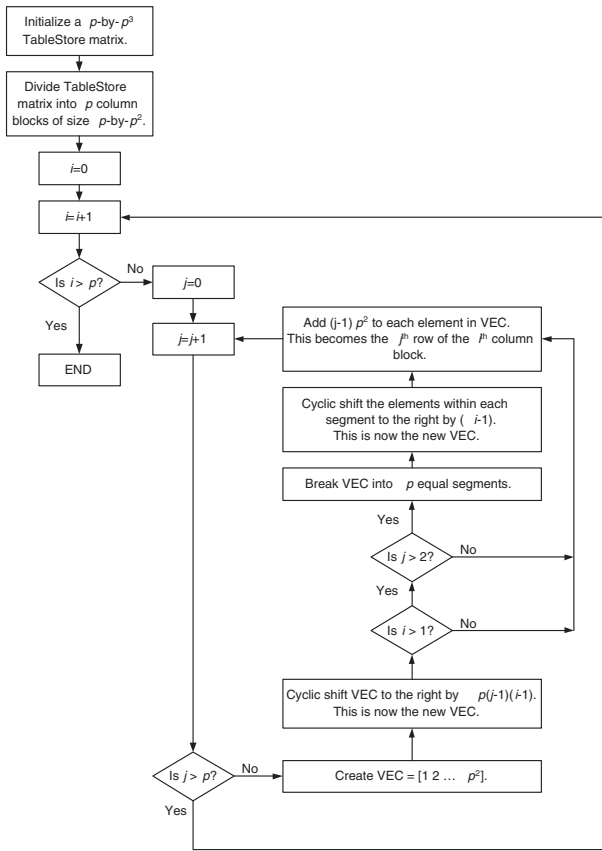 Initialize a p-by-p³
TableStore matrix.
Divide TableStore
matrix into p column
blocks of size p-by-p².
i=0
i=i+1
Is i > p?
No
Yes
END
j=0
j=j+1
Add (j-1) p² to each element in VEC.
This becomes the jth row of the ith column
block.
Cyclic shift the elements within each
segment to the right by ( i-1).
This is now the new VEC.
Break VEC into p equal segments.
Yes
Is j > 2?
No
Yes
Is i > 1?
No
Cyclic shift VEC to the right by p(j-1)(i-1).
This is now the new VEC.
Is j > p?
No
Create VEC = [1 2 ... p²].
Yes